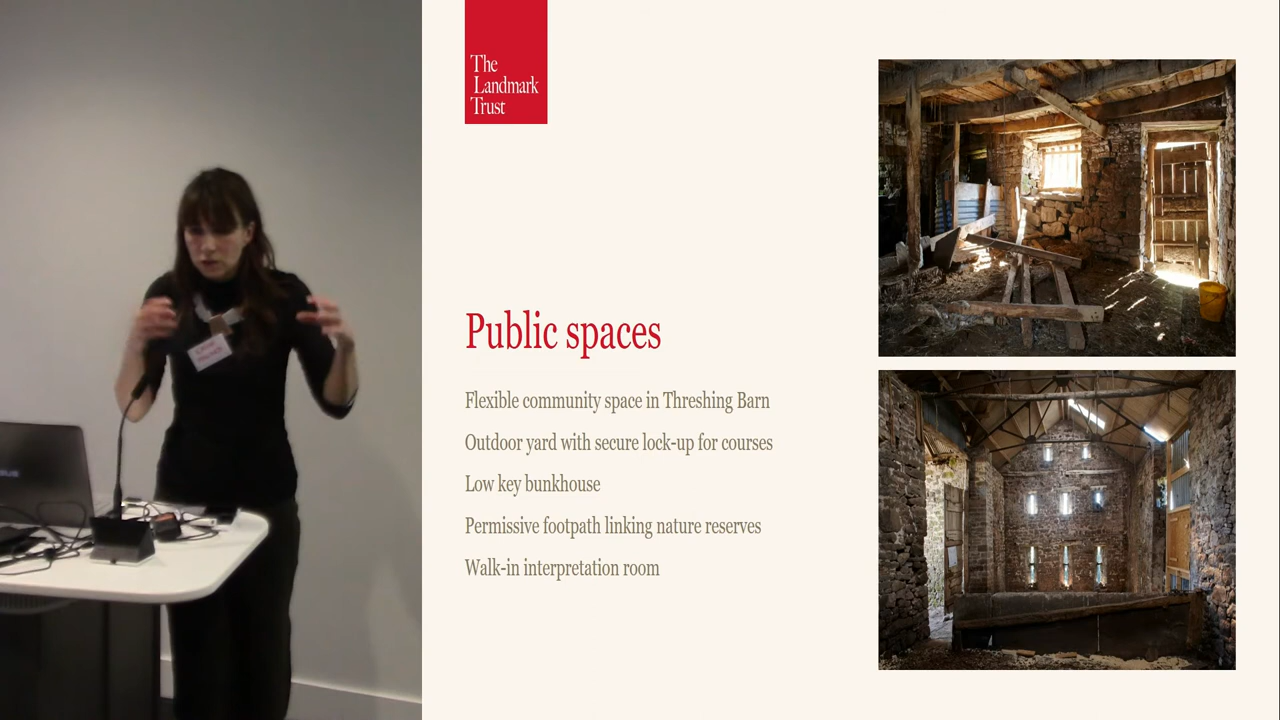 The
Landmark
Trust
Public spaces
Flexible community space in Threshing Barn
Outdoor yard with secure lock-up for courses
Low key bunkhouse
Permissive footpath linking nature reserves
Walk-in interpretation room